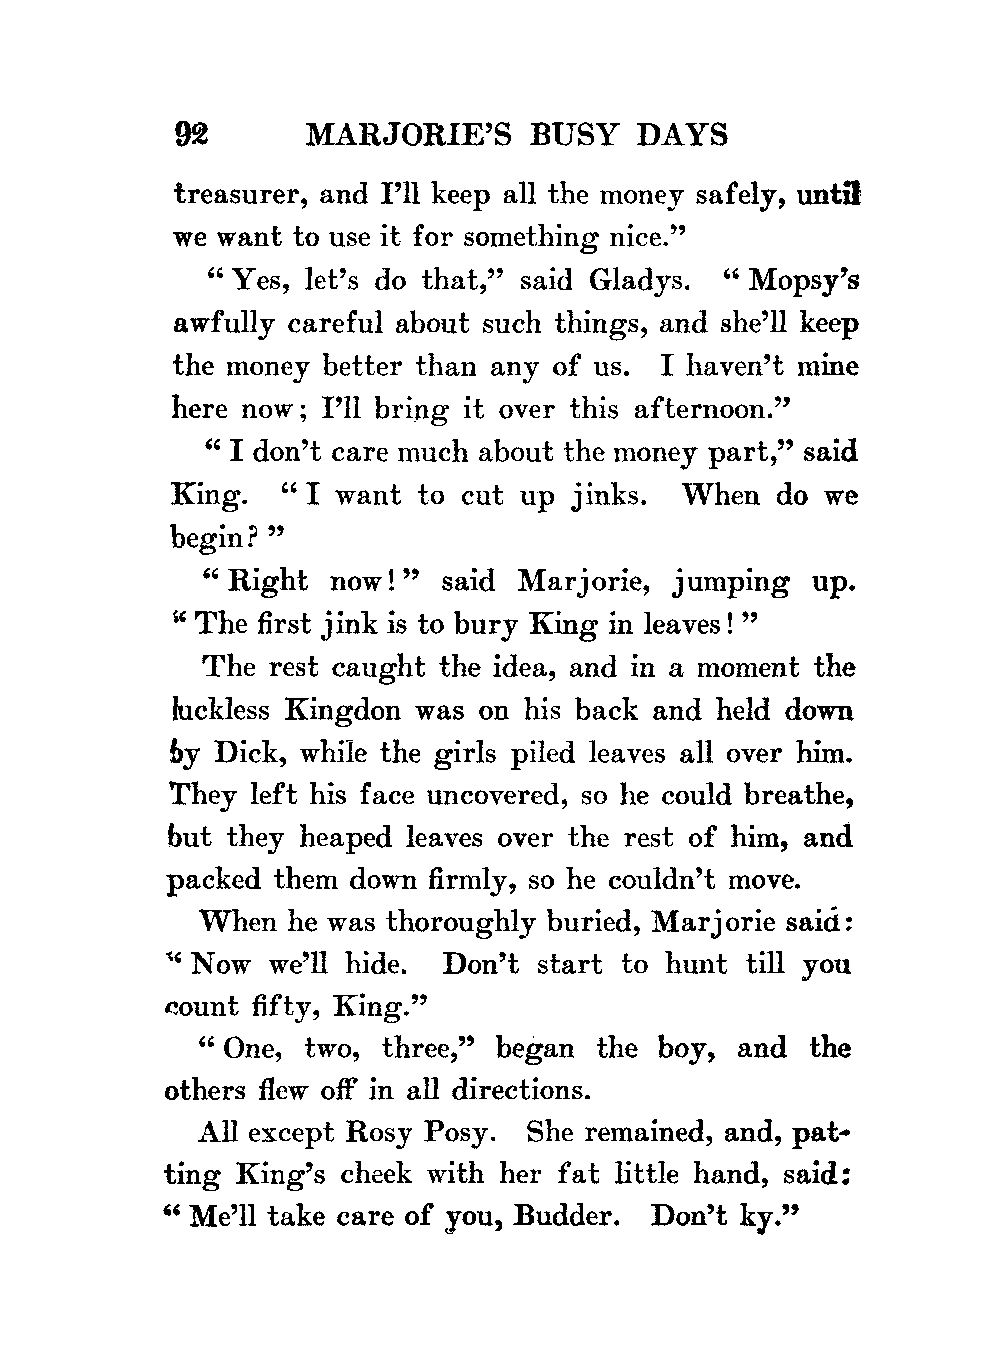 92 MARJORIE'S BUSY DAYS
treasurer, and I'll keep all the money safely, until
we want to use it for something nice."
"Yes, let's do that," said Gladys. "Mopsy's
awfully careful about such things, and she'll keep
the money better than any of us. I haven't mine
here now; I'll bring it over this afternoon."
"I don't care much about the money part," said
King. "I want to cut up jinks. When do we
begin?"
"Right now!" said Marjorie, jumping up.
"The first jink is to bury King in leaves!"
The rest caught the idea, and in a moment the
luckless Kingdon was on his back and held down
by Dick, while the girls piled leaves all over him.
They left his face uncovered, so he could breathe,
but they heaped leaves over the rest of him, and
packed them down firmly, so he couldn't move.
When he was thoroughly buried, Marjorie said:
"Now we'll hide. Don't start to hunt till you
count fifty, King."
"One, two, three," began the boy, and the
others flew off in all directions.
All except Rosy Posy. She remained, and, pat-
ting King's cheek with her fat little hand, said:
"Me'll take care of you, Budder. Don't ky."